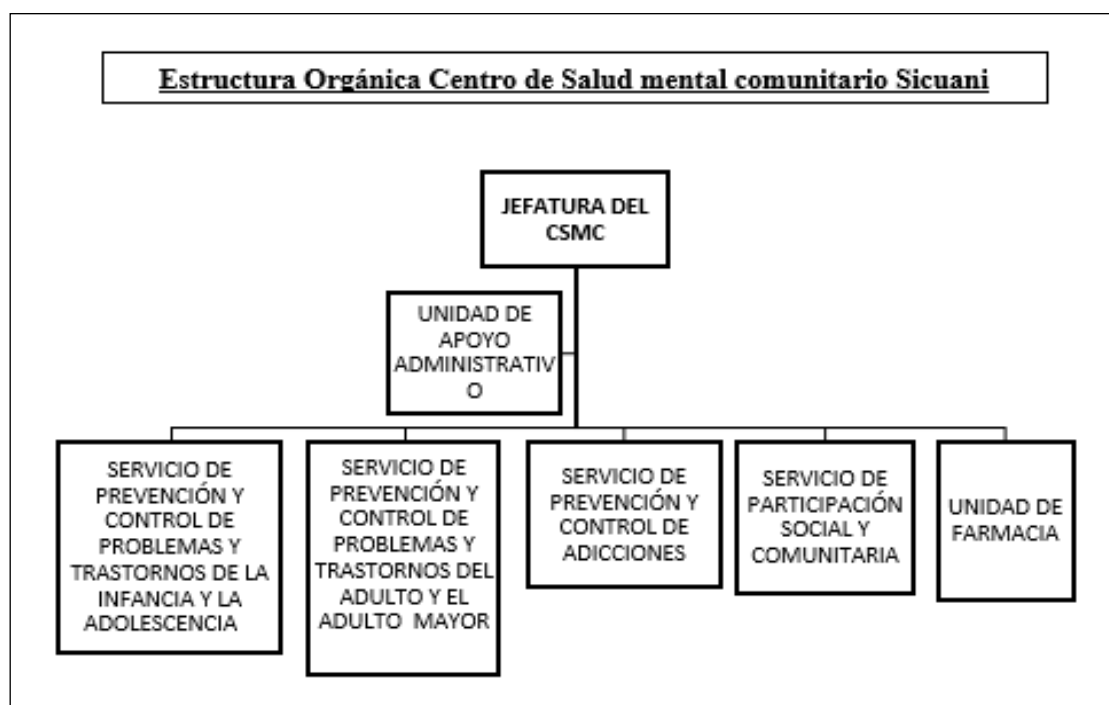 Estructura Orgánica Centro de Salud mental comunitario Sicuani
JEFATURA DEL
CSMC
UNIDAD DE
APOYO
ADMINISTRATIV
O
SERVICIO DE
PREVENCIÓN Y
CONTROL DE
PROBLEMAS Y
TRASTORNOS DE LA
INFANCIA Y LA
ADOLESCENCIA
SERVICIO DE
PREVENCIÓN Y
CONTROL DE
PROBLEMAS Y
TRASTORNOS DEL
ADULTO Y EL
ADULTO MAYOR
SERVICIO DE
PREVENCIÓN Y
CONTROL DE
ADICCIONES
SERVICIO DE
PARTICIPACIÓN
SOCIAL Y
COMUNITARIA
UNIDAD DE
FARMACIA